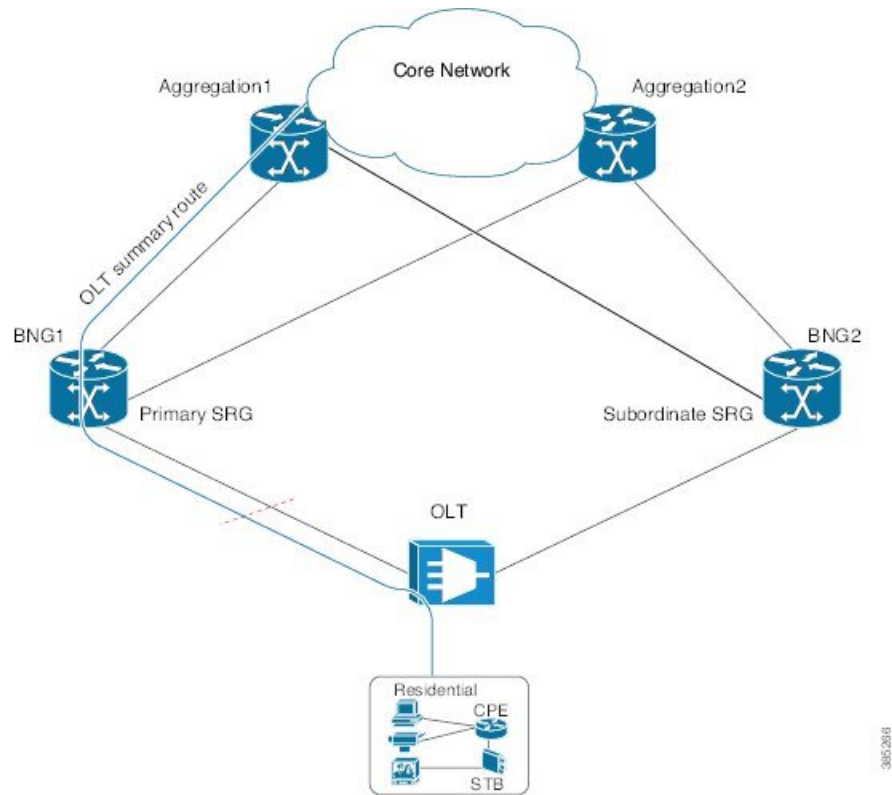 Core Network
Aggregation1
Aggregation2
OLT summary route
BNG1
BNG2
Primary SRG
Subordinate SRG
OLT
Residential
CPE
STB
385266